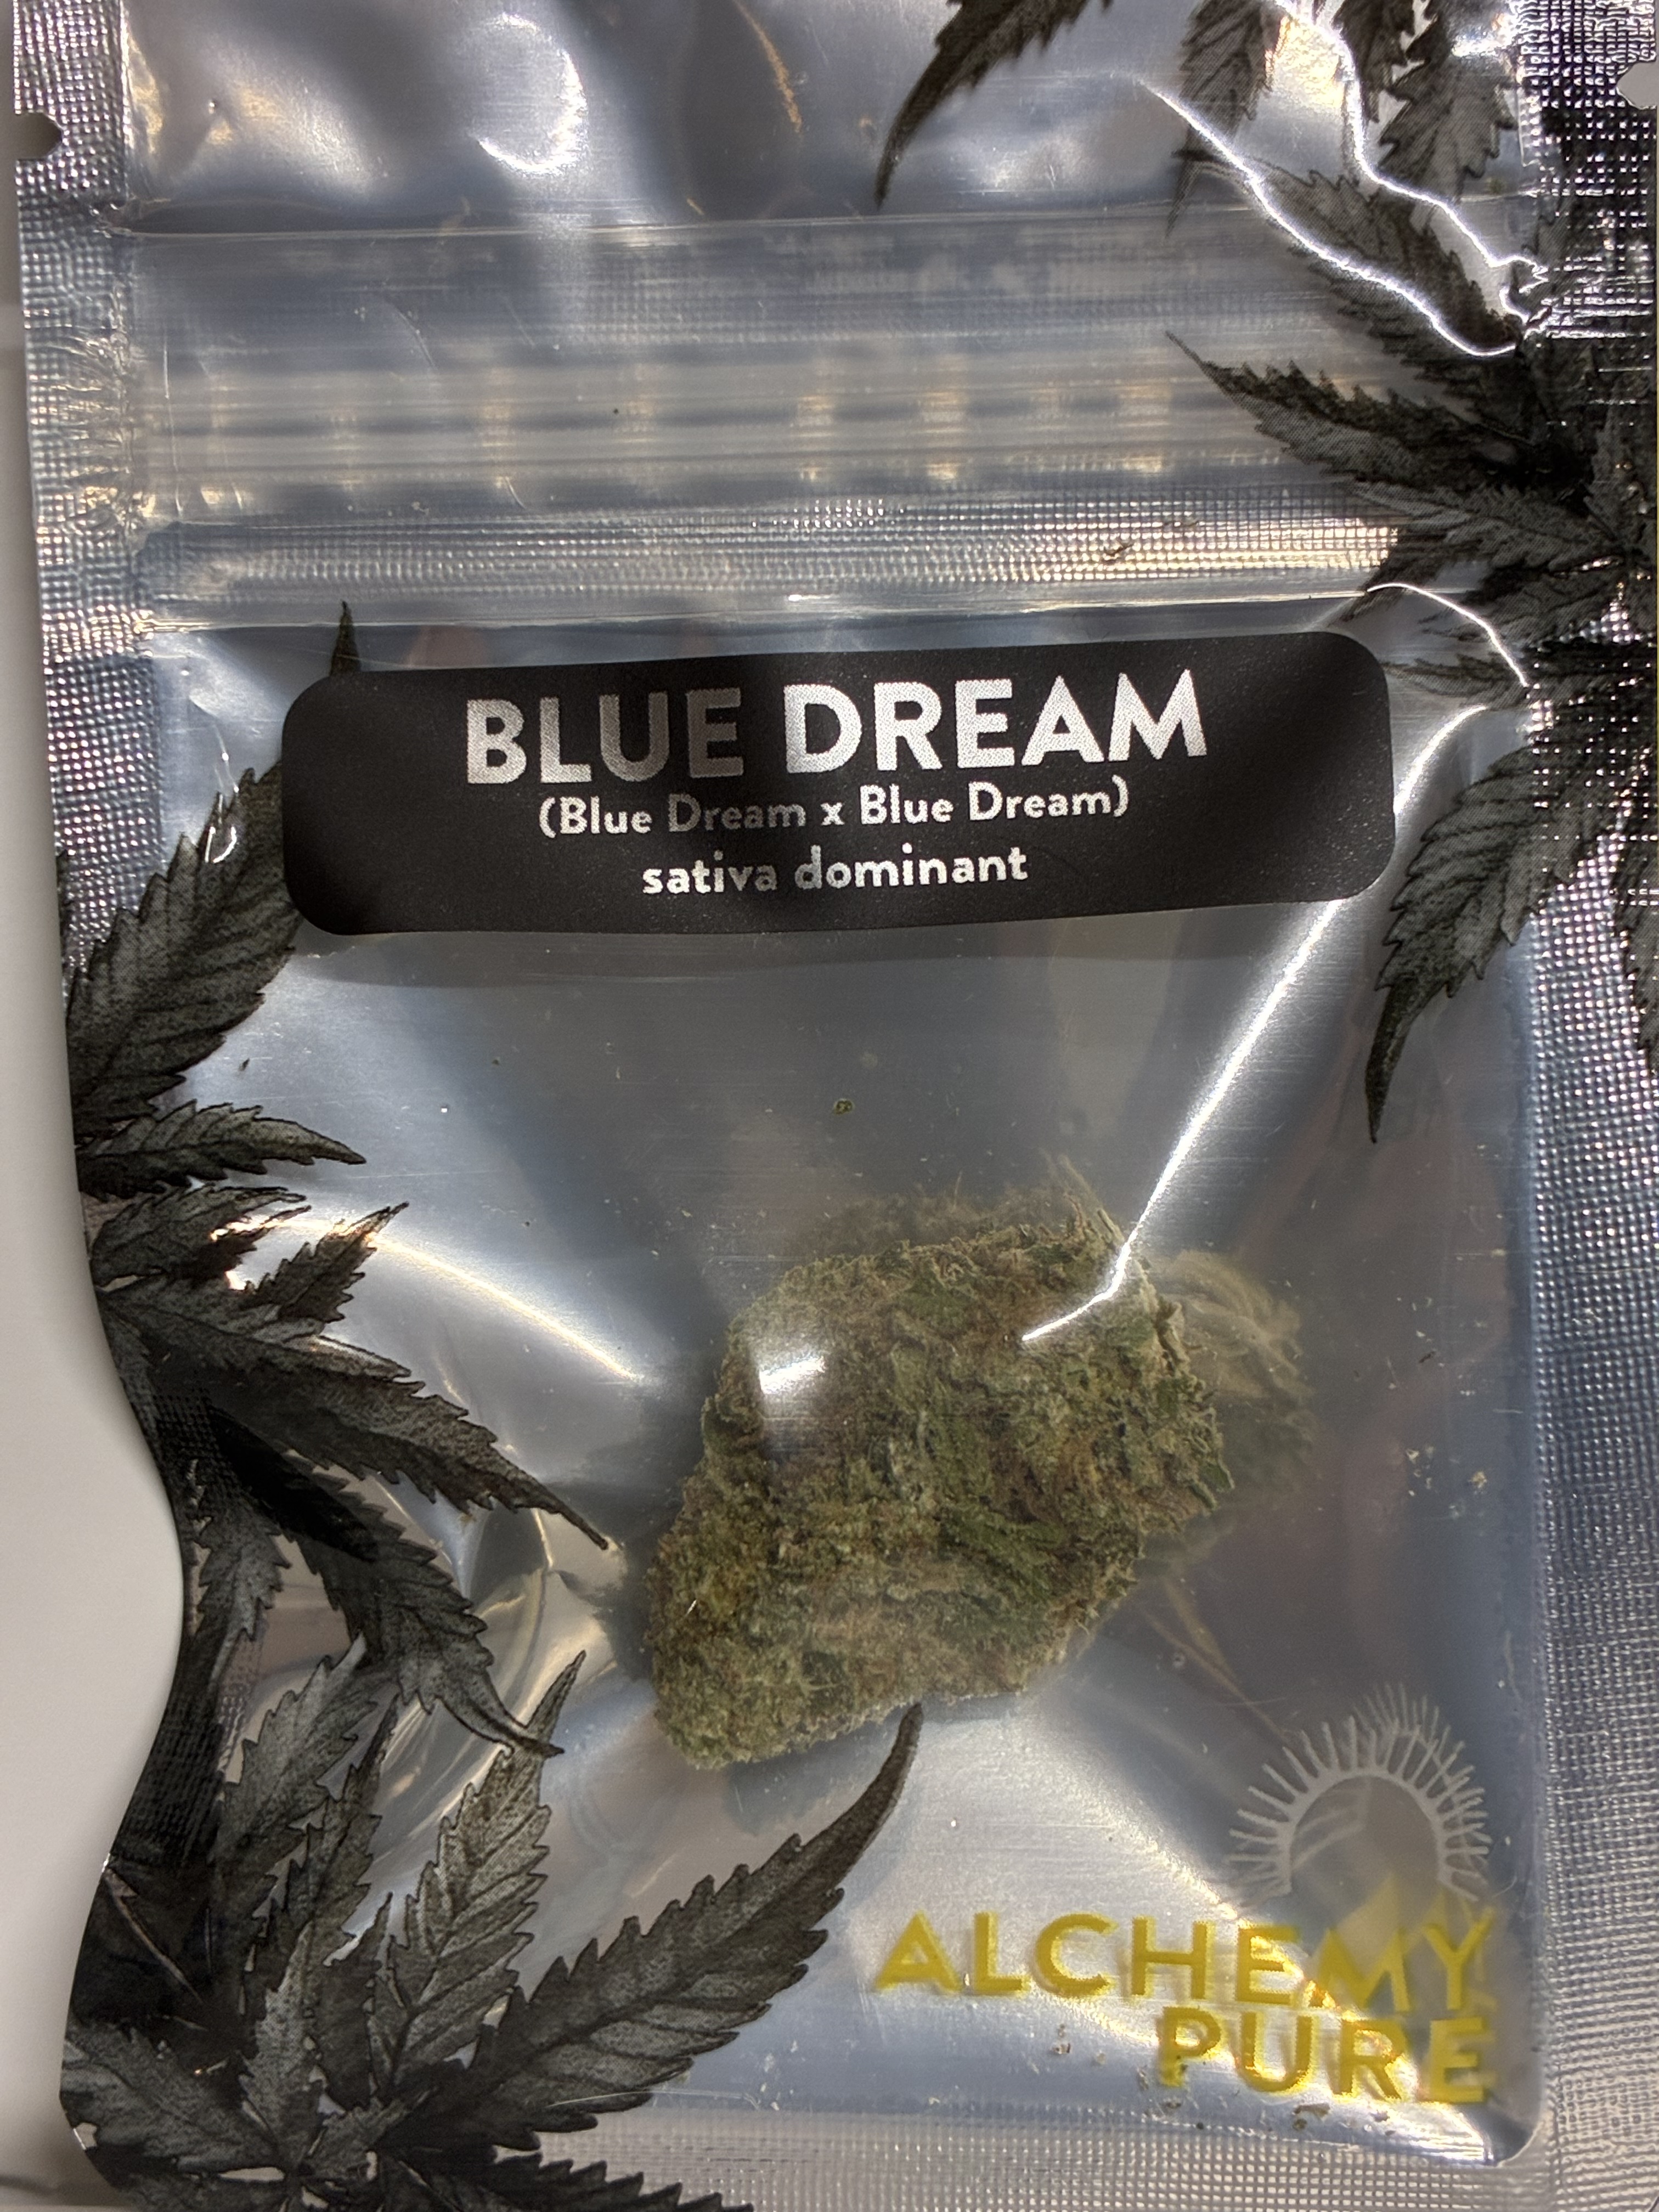 BLUE DREAM
(Blue Dream x Blue Dream)
sativa dominant
ALCHEMY
PURE